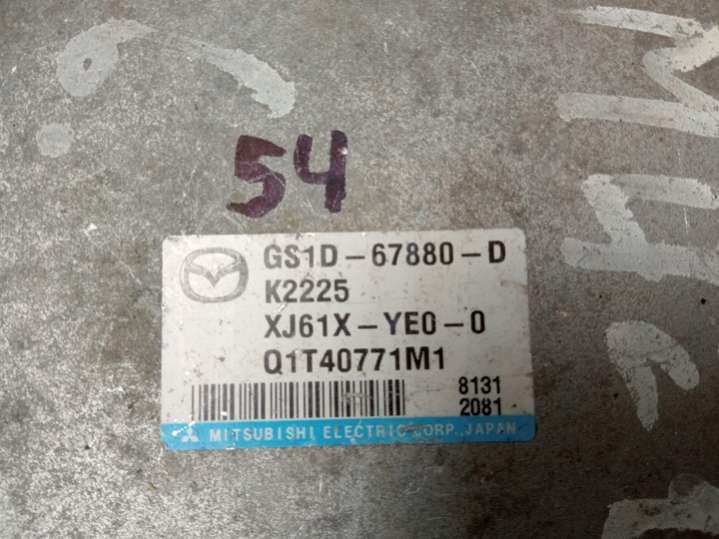 54
GS1D-67880-D
K2225
XJ61X-YE0-0
Q1T40771M1
8131
2081
MITSUBISHI ELECTRIC CORP., JAPAN